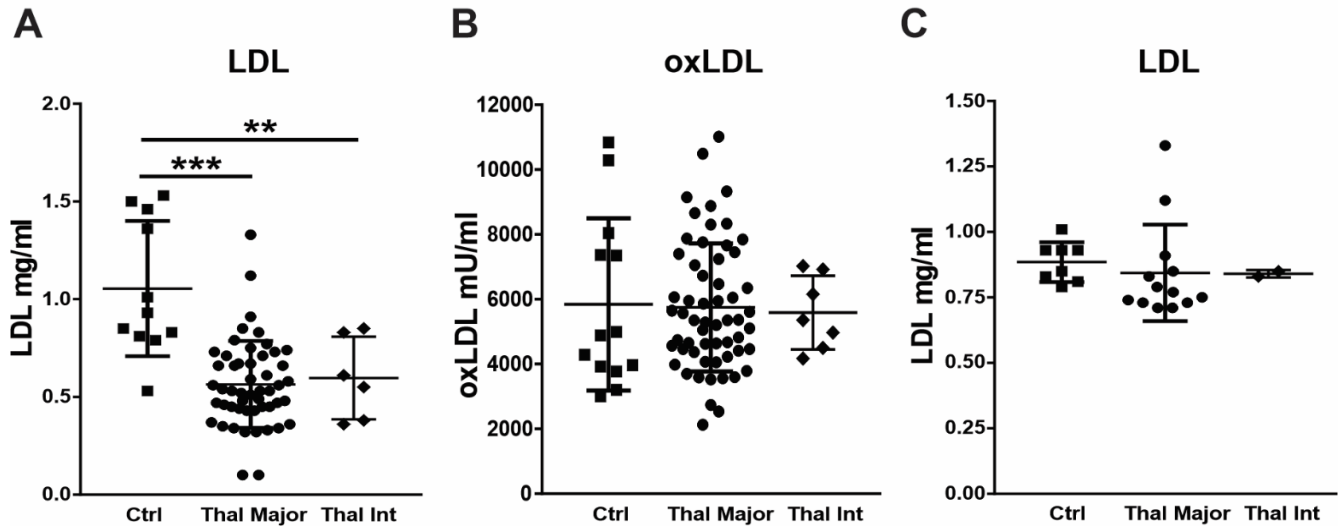 A
LDL
LDL mg/ml
2.0
1.5
1.0
0.5
0.0
**
***
Ctrl Thal Major Thal Int
B
oxLDL
oxLDL mU/ml
12000
10000
8000
6000
4000
2000
0
Ctrl Thal Major Thal Int
C
LDL
LDL mg/ml
1.50
1.25
1.00
0.75
0.50
0.25
0.00
Ctrl Thal Major Thal Int